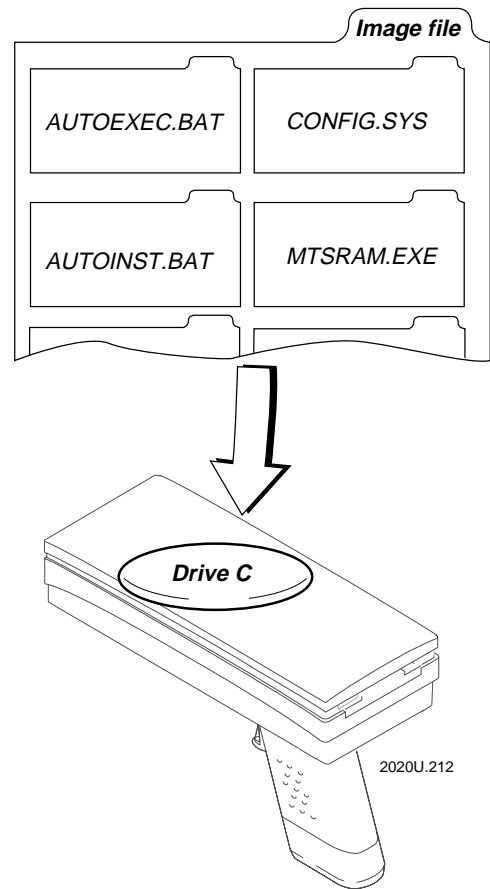 Image file
AUTOEXEC.BAT
CONFIG.SYS
AUTOINST.BAT
MTSRAM.EXE
Drive C
2020U.212